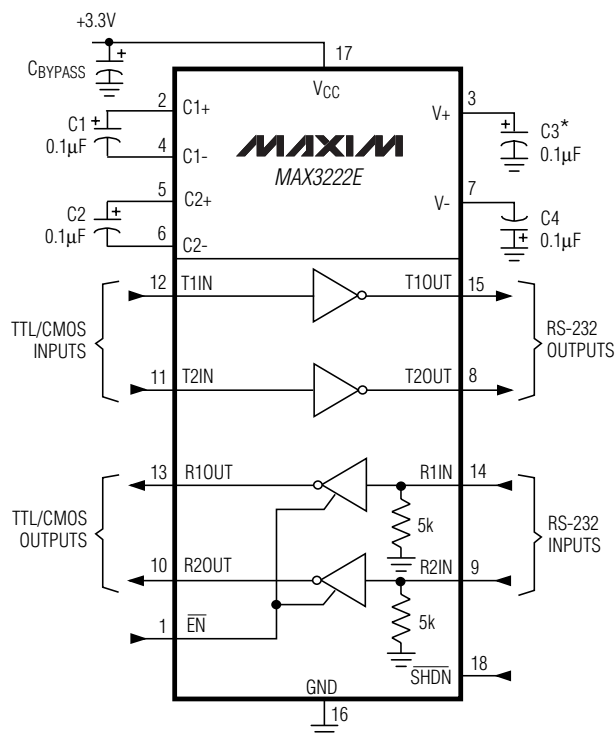 +3.3V
CBYPASS
17
VCC
2
C1+
C1
0.1µF
4
C1-
5
C2+
C2
0.1µF
6
C2-
MAXIM
MAX3222E
V+
3
C3*
0.1µF
V-
7
C4
0.1µF
12
T1IN
T1OUT
15
TTL/CMOS
INPUTS
RS-232
OUTPUTS
11
T2IN
T2OUT
8
13
R1OUT
R1IN
14
5k
TTL/CMOS
OUTPUTS
RS-232
INPUTS
10
R2OUT
R2IN
9
5k
1
EN
SHDN
18
GND
16